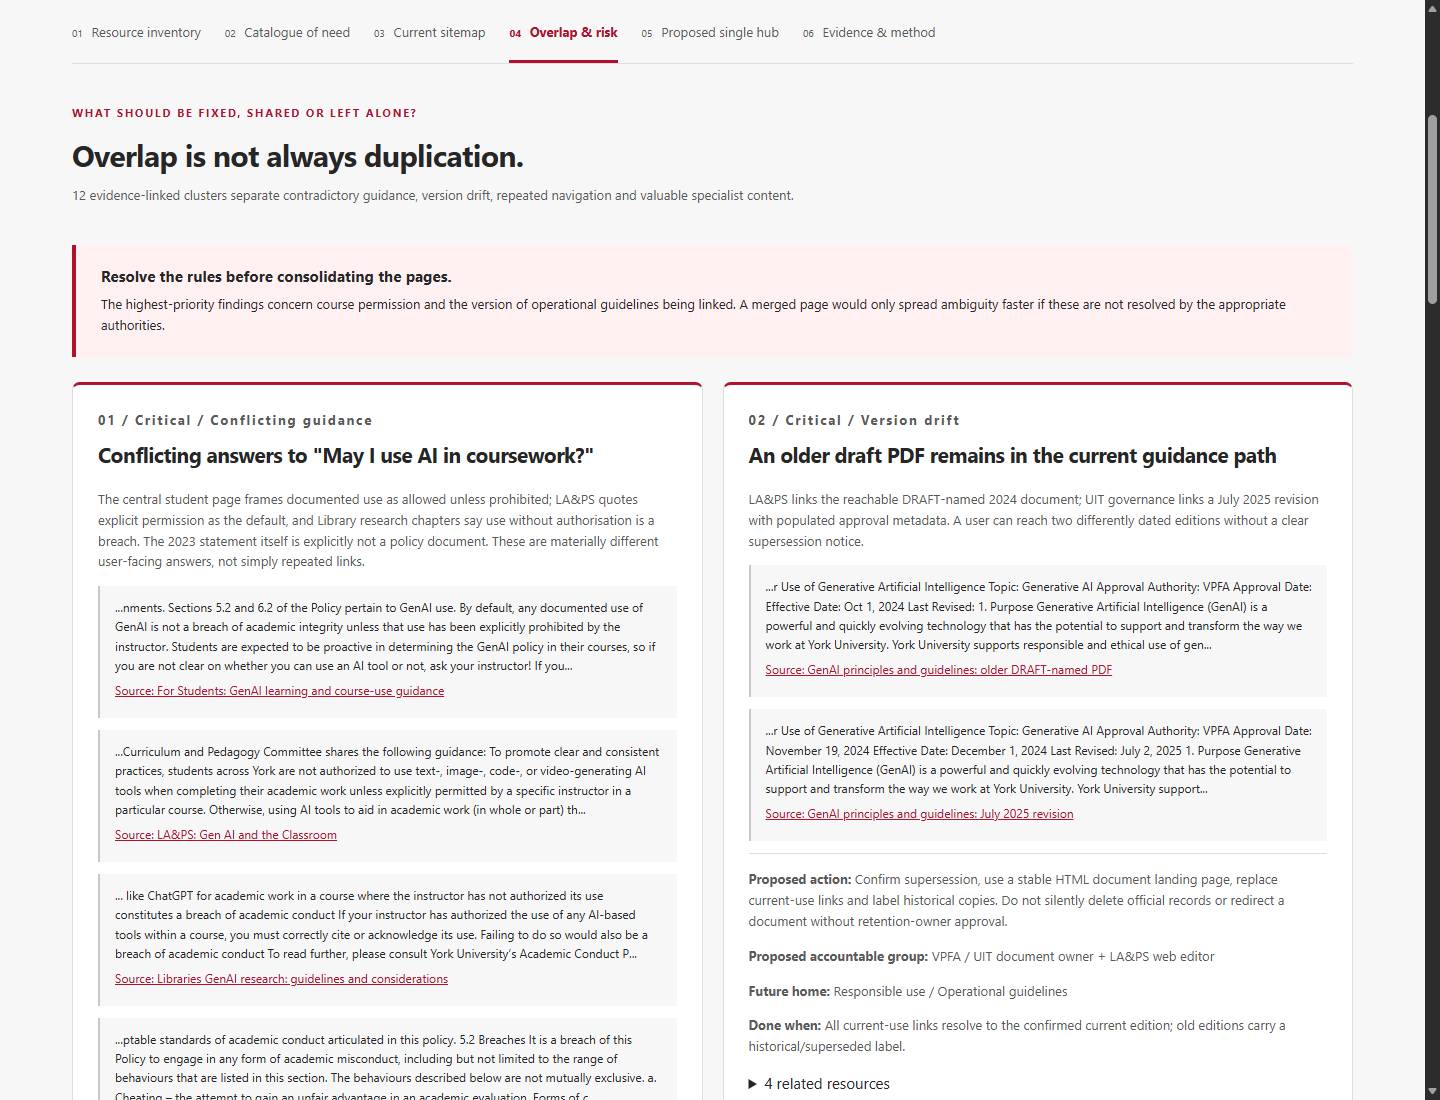 01 Resource inventory 02 Catalogue of need 03 Current sitemap 04 Overlap & risk 05 Proposed single hub 06 Evidence & method
WHAT SHOULD BE FIXED, SHARED OR LEFT ALONE?
Overlap is not always duplication.
12 evidence-linked clusters separate contradictory guidance, version drift, repeated navigation and valuable specialist content.
Resolve the rules before consolidating the pages.
The highest-priority findings concern course permission and the version of operational guidelines being linked. A merged page would only spread ambiguity faster if these are not resolved by the appropriate
authorities.
01 / Critical / Conflicting guidance
Conflicting answers to "May I use AI in coursework?"
The central student page frames documented use as allowed unless prohibited; LA&PS quotes
explicit permission as the default, and Library research chapters say use without authorisation is a
breach. The 2023 statement itself is explicitly not a policy document. These are materially different
user-facing answers, not simply repeated links.
...nments. Sections 5.2 and 6.2 of the Policy pertain to GenAI use. By default, any documented use of
GenAI is not a breach of academic integrity unless that use has been explicitly prohibited by the
instructor. Students are expected to be proactive in determining the GenAI policy in their courses, so if
you are not clear on whether you can use an AI tool or not, ask your instructor! If you...
Source: For Students: GenAI learning and course-use guidance
...Curriculum and Pedagogy Committee shares the following guidance: To promote clear and consistent
practices, students across York are not authorized to use text-, image-, code-, or video-generating AI
tools when completing their academic work unless explicitly permitted by a specific instructor in a
particular course. Otherwise, using AI tools to aid in academic work (in whole or part) th...
Source: LA&PS: Gen AI and the Classroom
... like ChatGPT for academic work in a course where the instructor has not authorized its use
constitutes a breach of academic conduct If your instructor has authorized the use of any AI-based
tools within a course, you must correctly cite or acknowledge its use. Failing to do so would also be a
breach of academic conduct To read further, please consult York University's Academic Conduct P...
Source: Libraries GenAI research: guidelines and considerations
...ptable standards of academic conduct articulated in this policy. 5.2 Breaches It is a breach of this
Policy to engage in any form of academic misconduct, including but not limited to the range of
behaviours that are listed in this section. The behaviours described below are not mutually exclusive. a.
Cheating – the attempt to gain an unfair advantage in an academic evaluation. Forms of c
02 / Critical / Version drift
An older draft PDF remains in the current guidance path
LA&PS links the reachable DRAFT-named 2024 document; UIT governance links a July 2025 revision
with populated approval metadata. A user can reach two differently dated editions without a clear
supersession notice.
...r Use of Generative Artificial Intelligence Topic: Generative AI Approval Authority: VPFA Approval Date:
Effective Date: Oct 1, 2024 Last Revised: 1. Purpose Generative Artificial Intelligence (GenAI) is a
powerful and quickly evolving technology that has the potential to support and transform the way we
work at York University. York University supports responsible and ethical use of gen...
Source: GenAI principles and guidelines: older DRAFT-named PDF
...r Use of Generative Artificial Intelligence Topic: Generative AI Approval Authority: VPFA Approval Date:
November 19, 2024 Effective Date: December 1, 2024 Last Revised: July 2, 2025 1. Purpose Generative
Artificial Intelligence (GenAI) is a powerful and quickly evolving technology that has the potential to
support and transform the way we work at York University. York University support...
Source: GenAI principles and guidelines: July 2025 revision
Proposed action: Confirm supersession, use a stable HTML document landing page, replace
current-use links and label historical copies. Do not silently delete official records or redirect a
document without retention-owner approval.
Proposed accountable group: VPFA / UIT document owner + LA&PS web editor
Future home: Responsible use / Operational guidelines
Done when: All current-use links resolve to the confirmed current edition; old editions carry a
historical/superseded label.
4 related resources